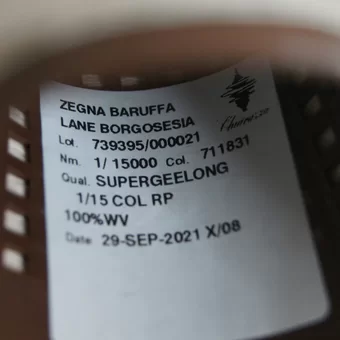 ZEGNA BARUFFA
LANE BORGOSESIA
Lot. 739395/000021
Nm. 1/ 15000 Col. 711831
Qual. SUPERGEELONG
1/15 COL RP
100%WV
Date 29-SEP-2021 X/08